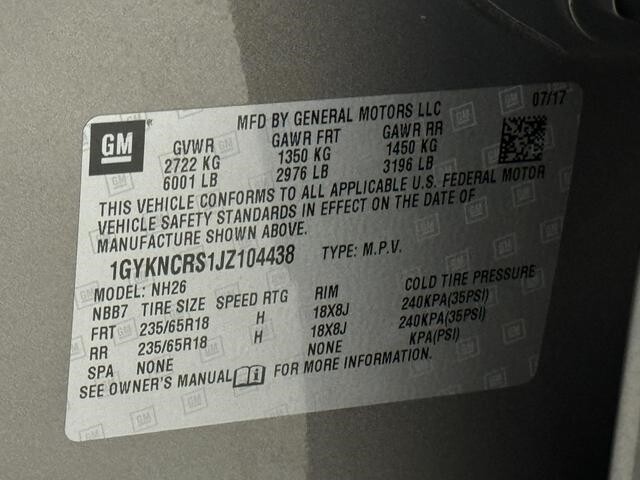 MFD BY GENERAL MOTORS LLC 07/17
GM
GVWR GAWR FRT GAWR RR
2722 KG 1350 KG 1450 KG
6001 LB 2976 LB 3196 LB
THIS VEHICLE CONFORMS TO ALL APPLICABLE U.S. FEDERAL MOTOR
VEHICLE SAFETY STANDARDS IN EFFECT ON THE DATE OF
MANUFACTURE SHOWN ABOVE.
1GYKNCRS1JZ104438 TYPE: M.P.V.
MODEL: NH26
NBB7 TIRE SIZE SPEED RTG RIM COLD TIRE PRESSURE
FRT 235/65R18 H 18X8J 240KPA(35PSI)
RR 235/65R18 H 18X8J 240KPA(35PSI)
SPA NONE NONE KPA(PSI)
SEE OWNER'S MANUAL FOR MORE INFORMATION.